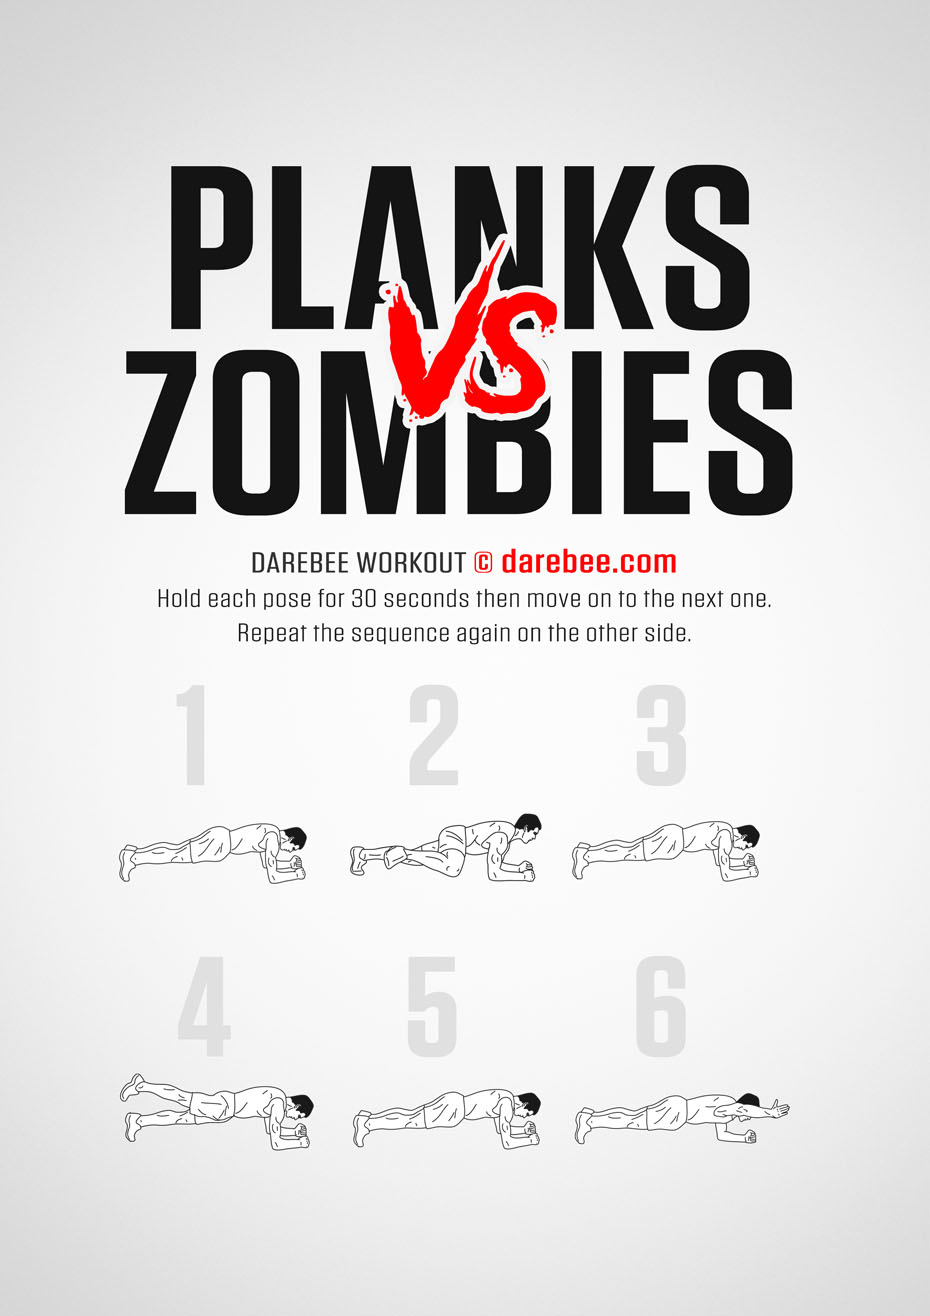 PLANKS
VS
ZOMBIES
DAREBEE WORKOUT © darebee.com
Hold each pose for 30 seconds then move on to the next one.
Repeat the sequence again on the other side.
1 2 3
4 5 6